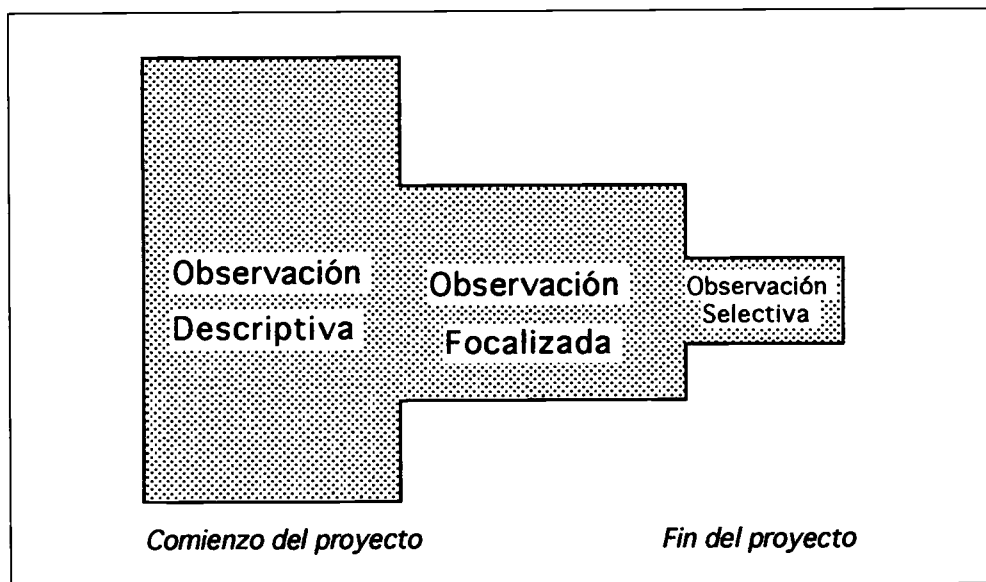 Observación
Descriptiva
Observación
Focalizada
Observación
Selectiva
Comienzo del proyecto
Fin del proyecto